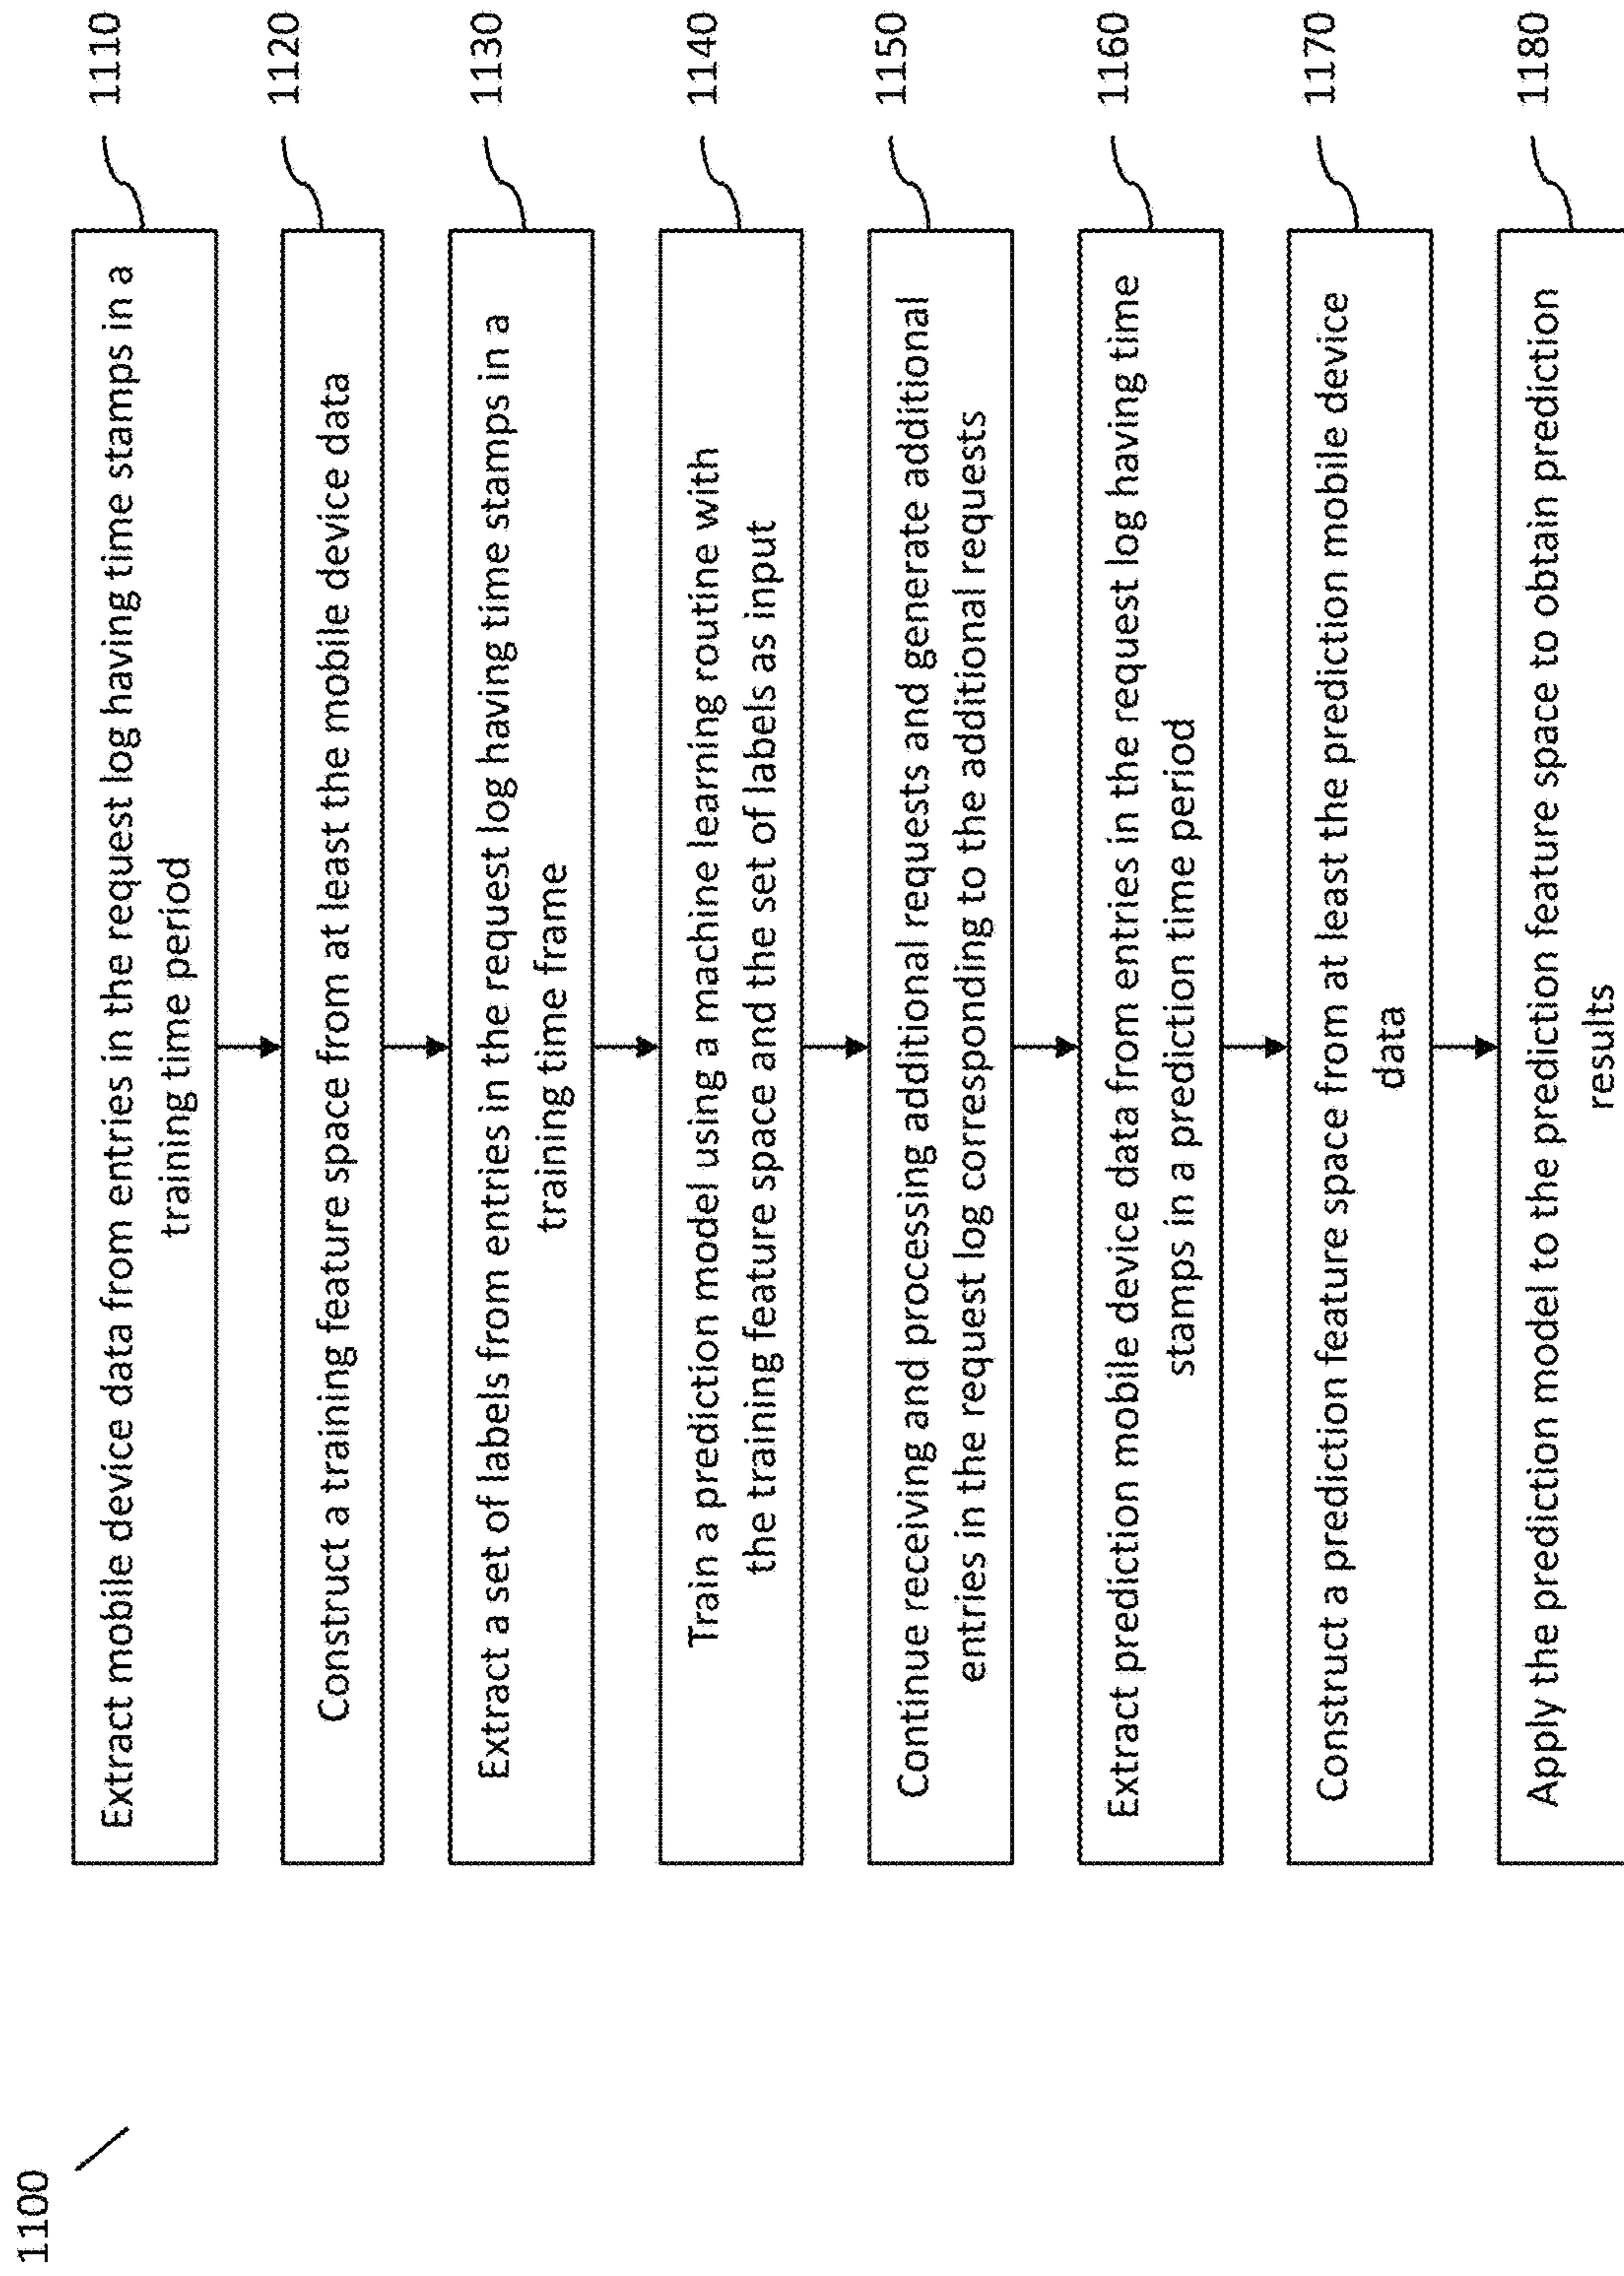 1100
Extract mobile device data from entries in the request log having time stamps in a
training time period
1110
Construct a training feature space from at least the mobile device data
1120
Extract a set of labels from entries in the request log having time stamps in a
training time frame
1130
Train a prediction model using a machine learning routine with
the training feature space and the set of labels as input
1140
Continue receiving and processing additional requests and generate additional
entries in the request log corresponding to the additional requests
1150
Extract prediction mobile device data from entries in the request log having time
stamps in a prediction time period
1160
Construct a prediction feature space from at least the prediction mobile device
data
1170
Apply the prediction model to the prediction feature space to obtain prediction
results
1180